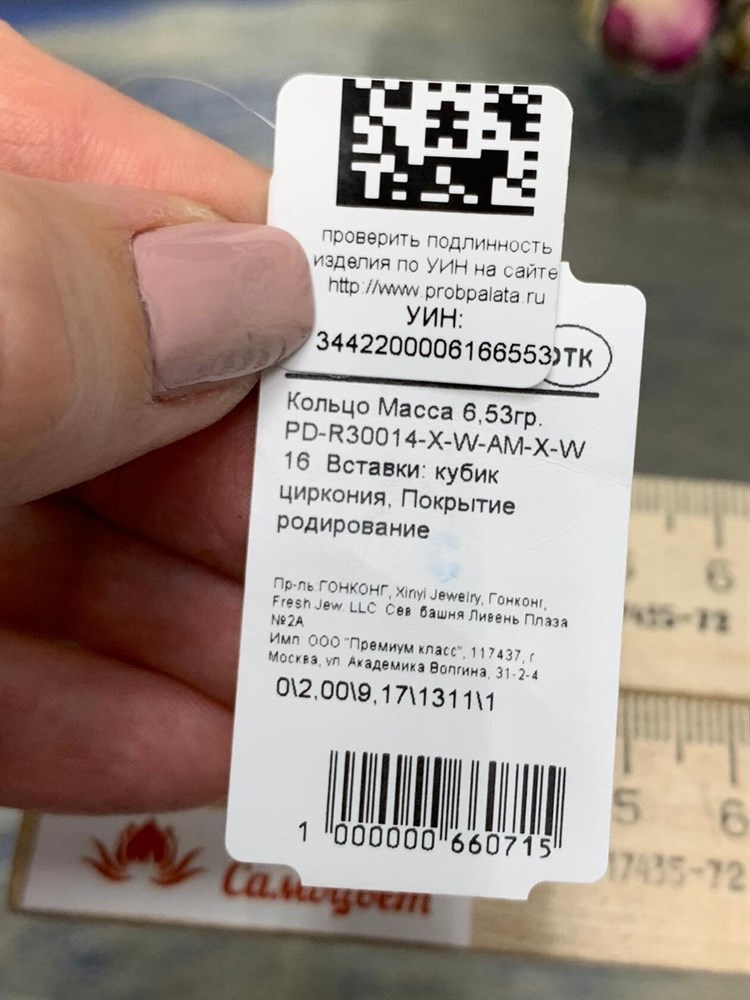 проверить подлинность
изделия по УИН на сайте
http://www.probpalata.ru
УИН:
3442200006166553
ОТК
Кольцо Масса 6,53гр.
PD-R30014-X-W-AM-X-W
16 Вставки: кубик
циркония, Покрытие
родирование
Пр-ль:ГОНКОНГ, Xinyi Jewelry, Гонконг,
Fresh Jew. LLC Сев. башня Ливень Плаза
№2А
Имп: ООО "Премиум класс", 117437, г.
Москва, ул. Академика Волгина, 31-2-4
0\2,00\9,17\1311\1
1 000000 660715
6
7435-72
5 6
17435-72
Самоцвет